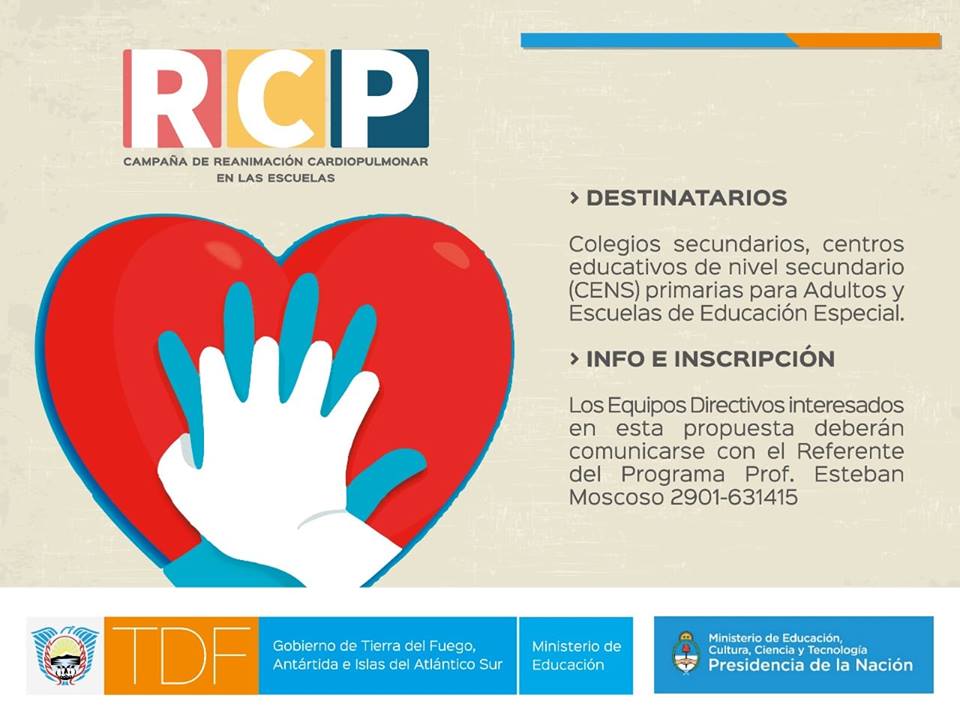 RCP
CAMPAÑA DE REANIMACIÓN CARDIOPULMONAR
EN LAS ESCUELAS
> DESTINATARIOS
Colegios secundarios, centros
educativos de nivel secundario
(CENS) primarias para Adultos y
Escuelas de Educación Especial.
> INFO E INSCRIPCIÓN
Los Equipos Directivos interesados
en esta propuesta deberán
comunicarse con el Referente
del Programa Prof. Esteban
Moscoso 2901-631415
TDF
Gobierno de Tierra del Fuego,
Antártida e Islas del Atlántico Sur
Ministerio de
Educación
Ministerio de Educación,
Cultura, Ciencia y Tecnología
Presidencia de la Nación